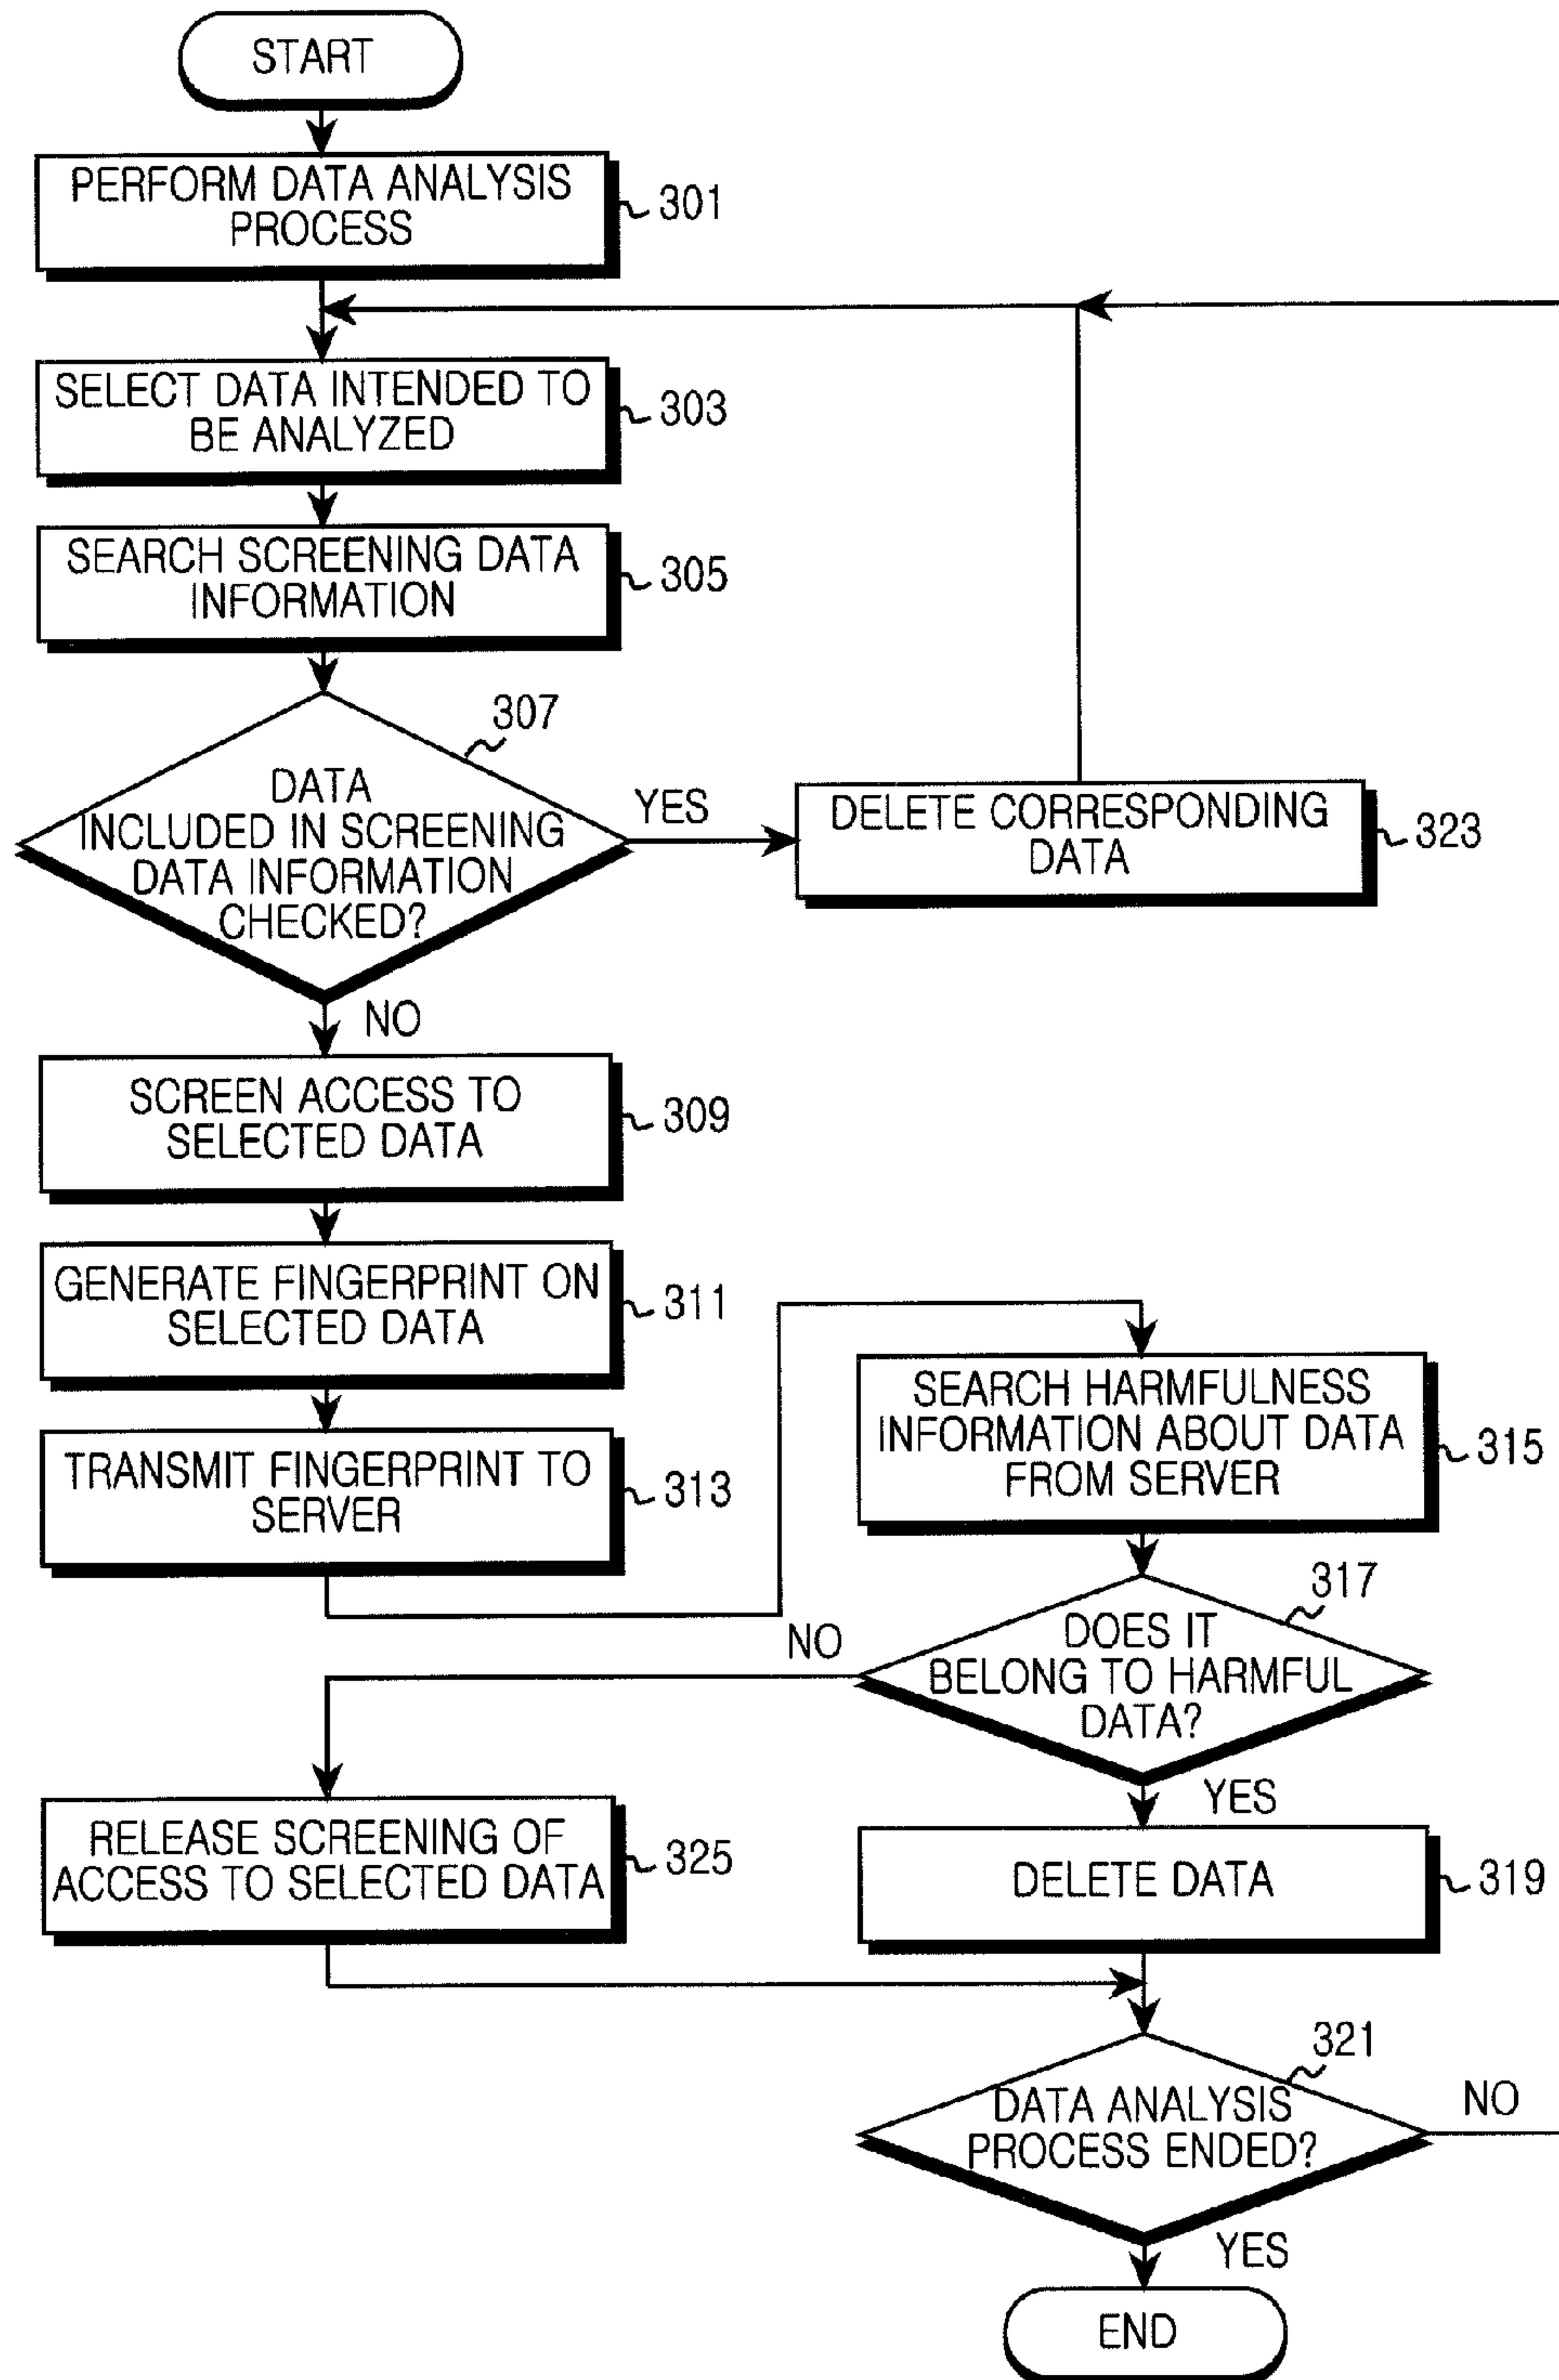 START
PERFORM DATA ANALYSIS
PROCESS
301
SELECT DATA INTENDED TO
BE ANALYZED
303
SEARCH SCREENING DATA
INFORMATION
305
307
DATA
INCLUDED IN SCREENING
DATA INFORMATION
CHECKED?
YES
DELETE CORRESPONDING
DATA
323
NO
SCREEN ACCESS TO
SELECTED DATA
309
GENERATE FINGERPRINT ON
SELECTED DATA
311
TRANSMIT FINGERPRINT TO
SERVER
313
SEARCH HARMFULNESS
INFORMATION ABOUT DATA
FROM SERVER
315
317
DOES IT
BELONG TO HARMFUL
DATA?
NO
YES
RELEASE SCREENING OF
ACCESS TO SELECTED DATA
325
DELETE DATA
319
321
DATA ANALYSIS
PROCESS ENDED?
NO
YES
END